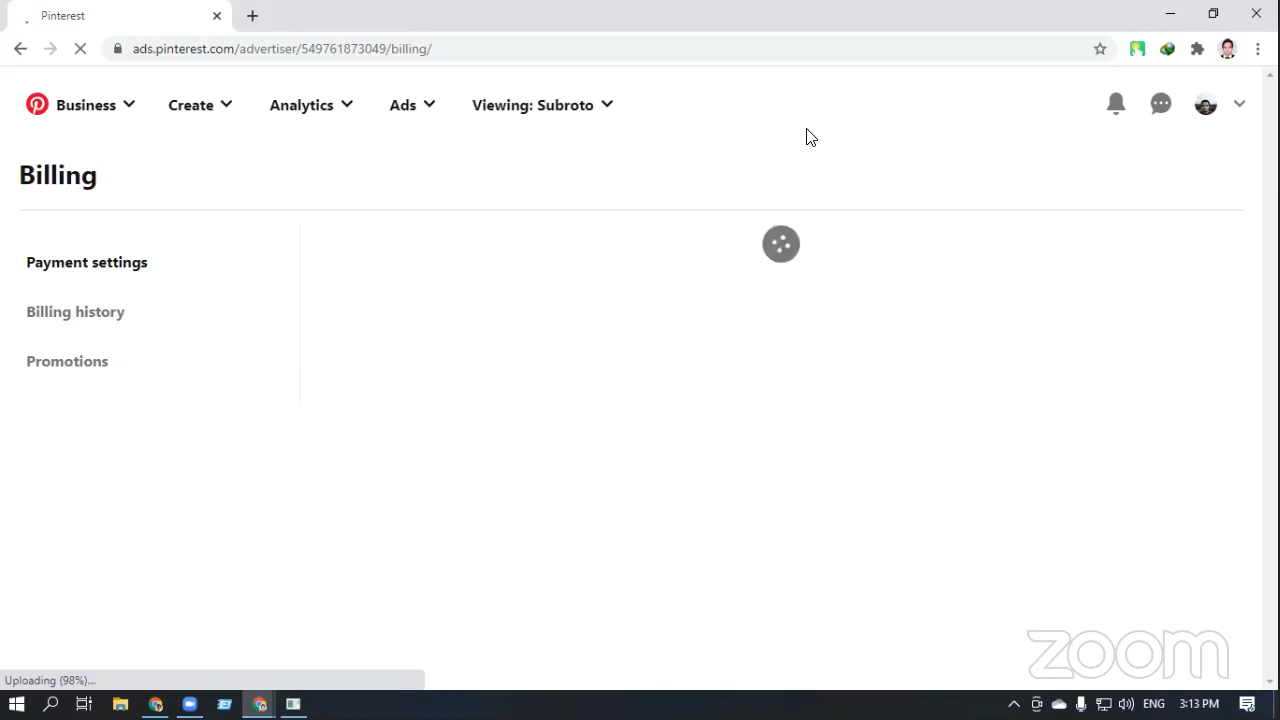 Pinterest
ads.pinterest.com/advertiser/549761873049/billing/
Business Create Analytics Ads Viewing: Subroto
Billing
Payment settings
Billing history
Promotions
zoom
Uploading (98%)...
ENG 3:13 PM